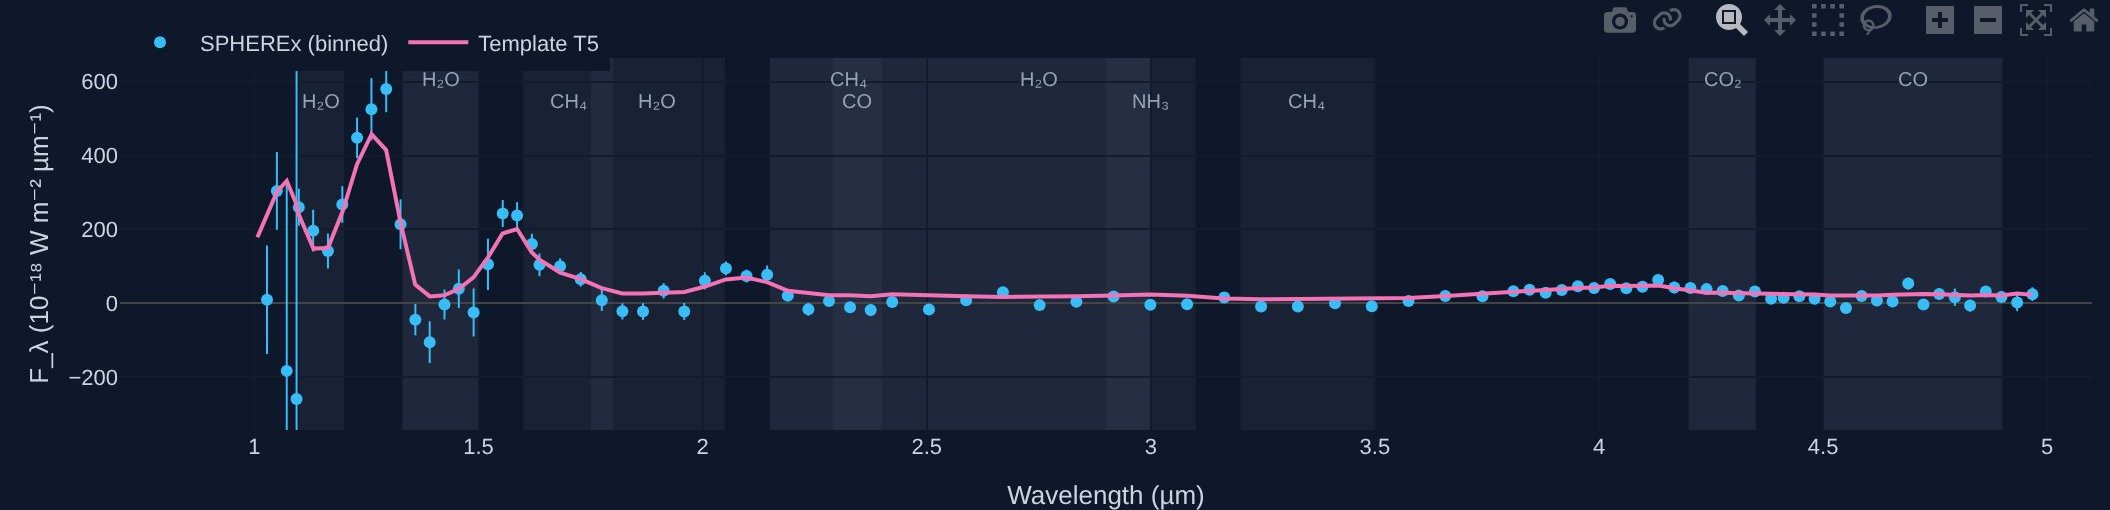 SPHEREx (binned) Template T5
H₂O
H₂O
CH₄
H₂O
CH₄
CO
H₂O
NH₃
CH₄
CO₂
CO
600
400
200
0
−200
F_λ (10⁻¹⁸ W m⁻² µm⁻¹)
1 1.5 2 2.5 3 3.5 4 4.5 5
Wavelength (µm)